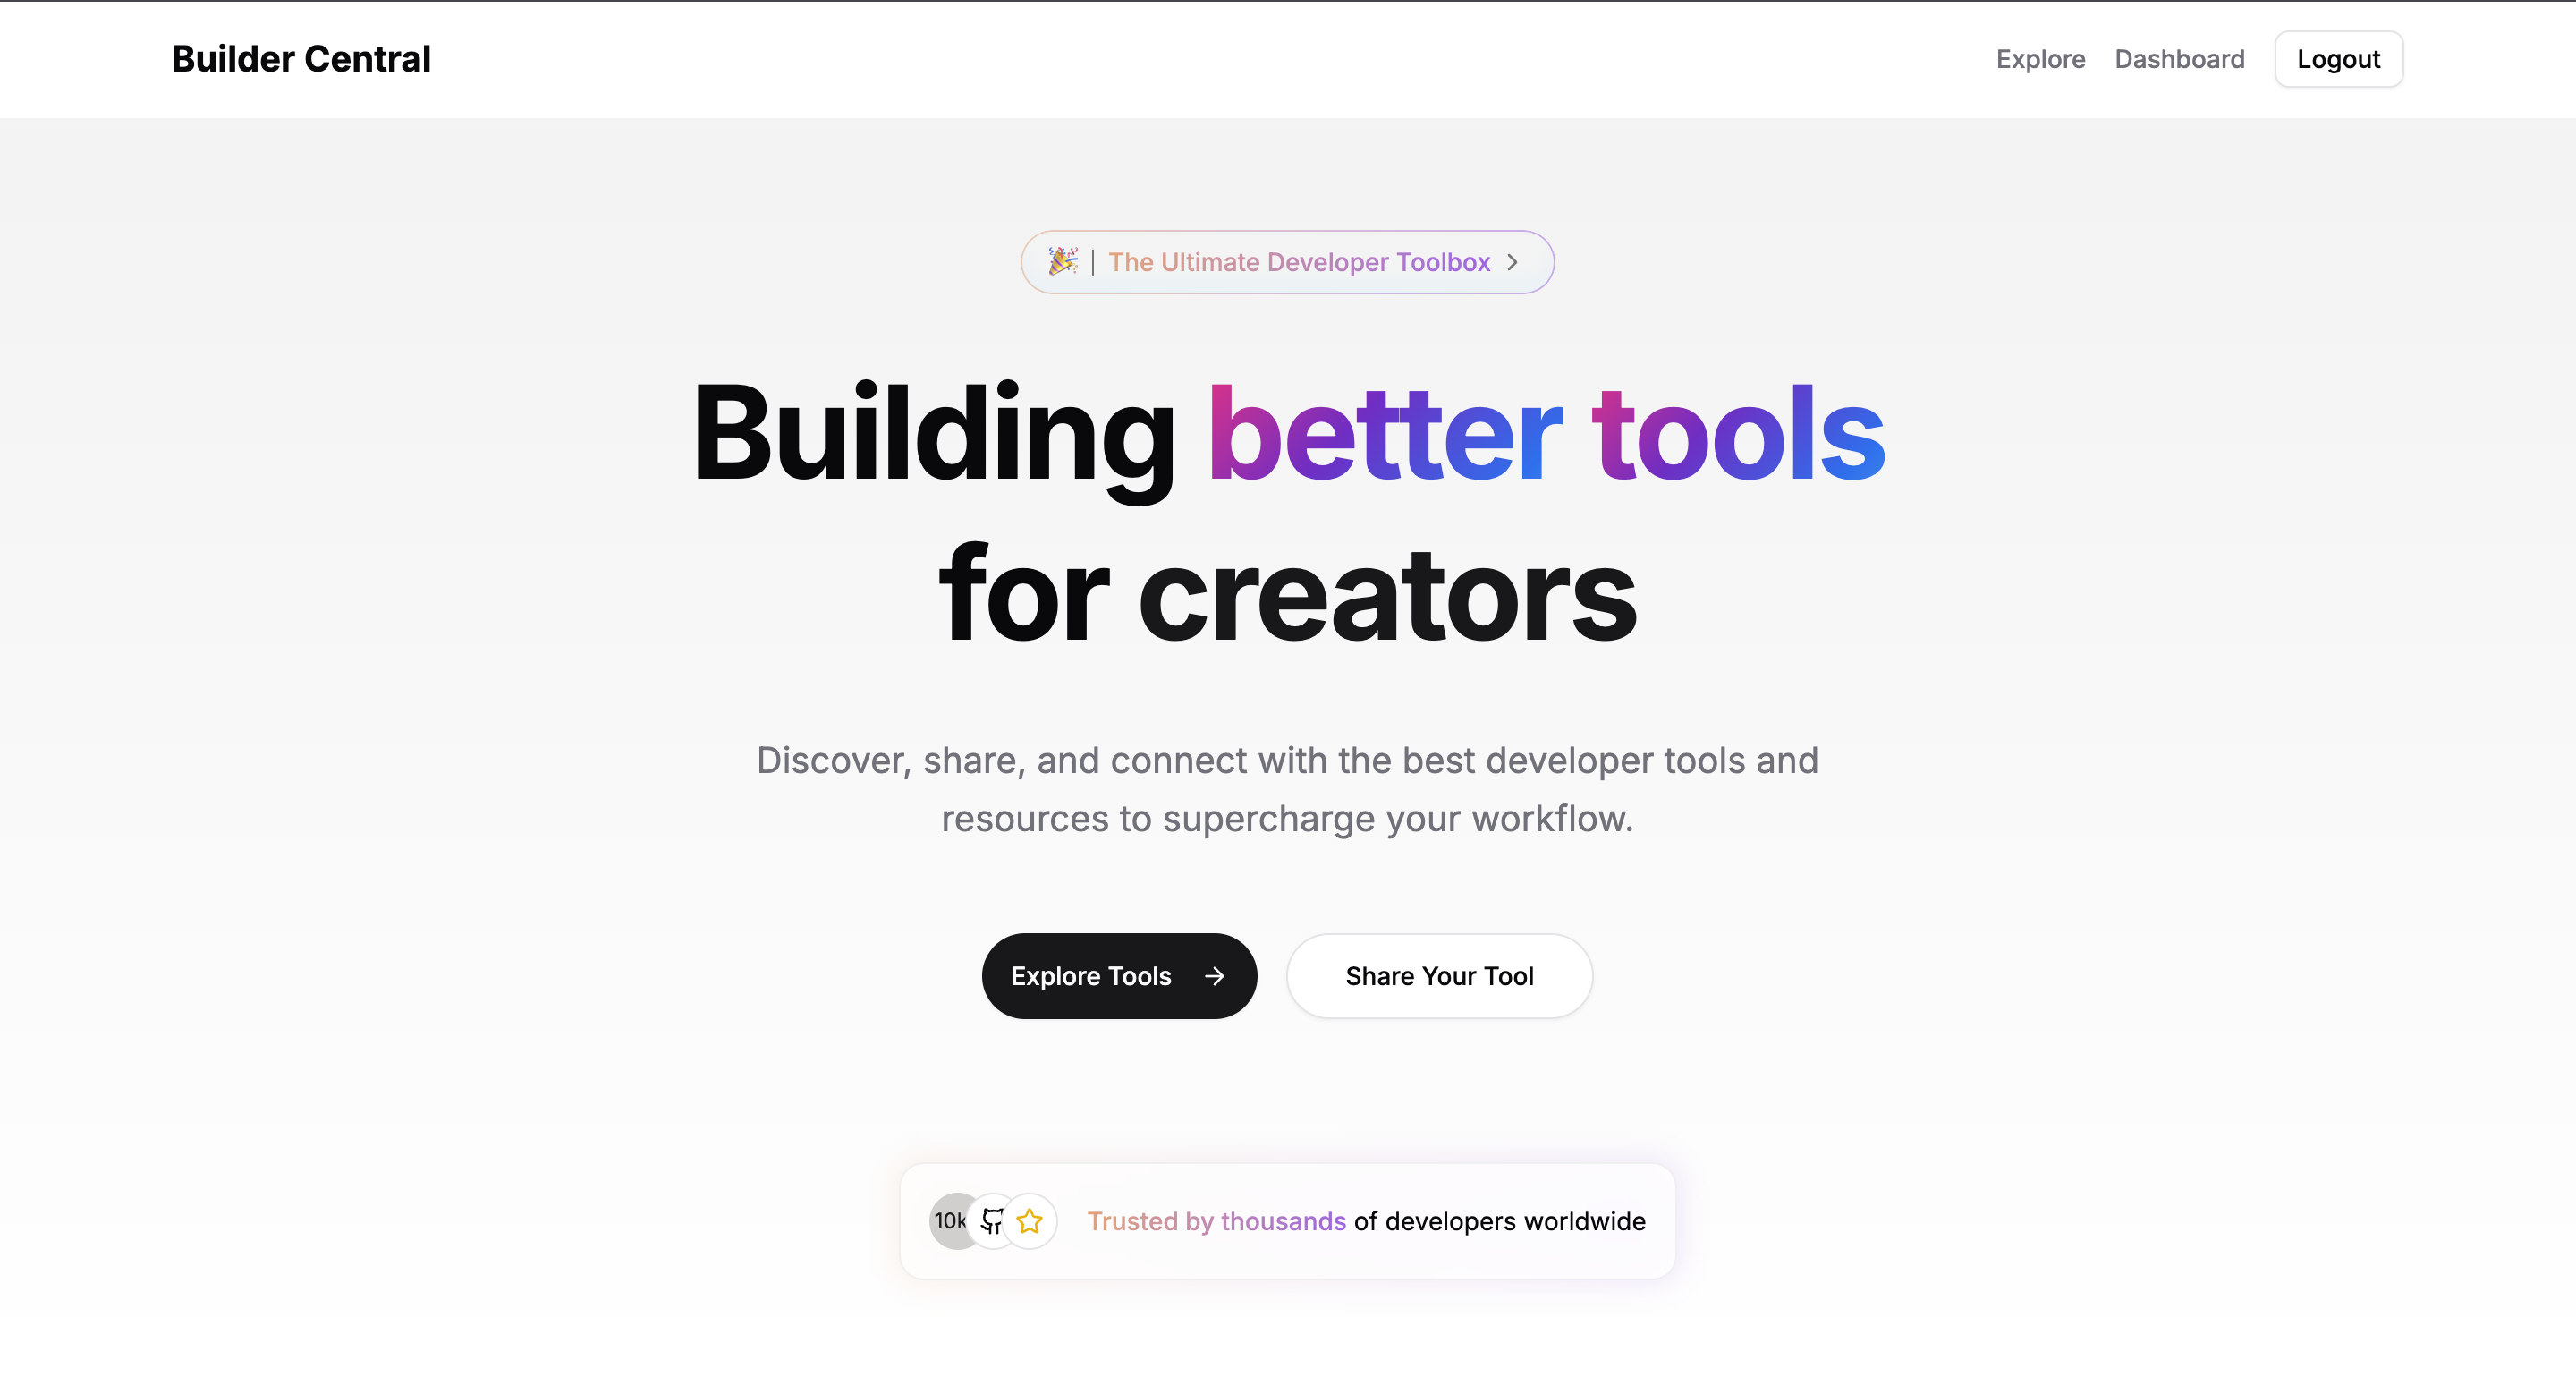 Builder Central
Explore
Dashboard
Logout
🎉 | The Ultimate Developer Toolbox
Building better tools
for creators
Discover, share, and connect with the best developer tools and
resources to supercharge your workflow.
Explore Tools
Share Your Tool
10k
Trusted by thousands of developers worldwide